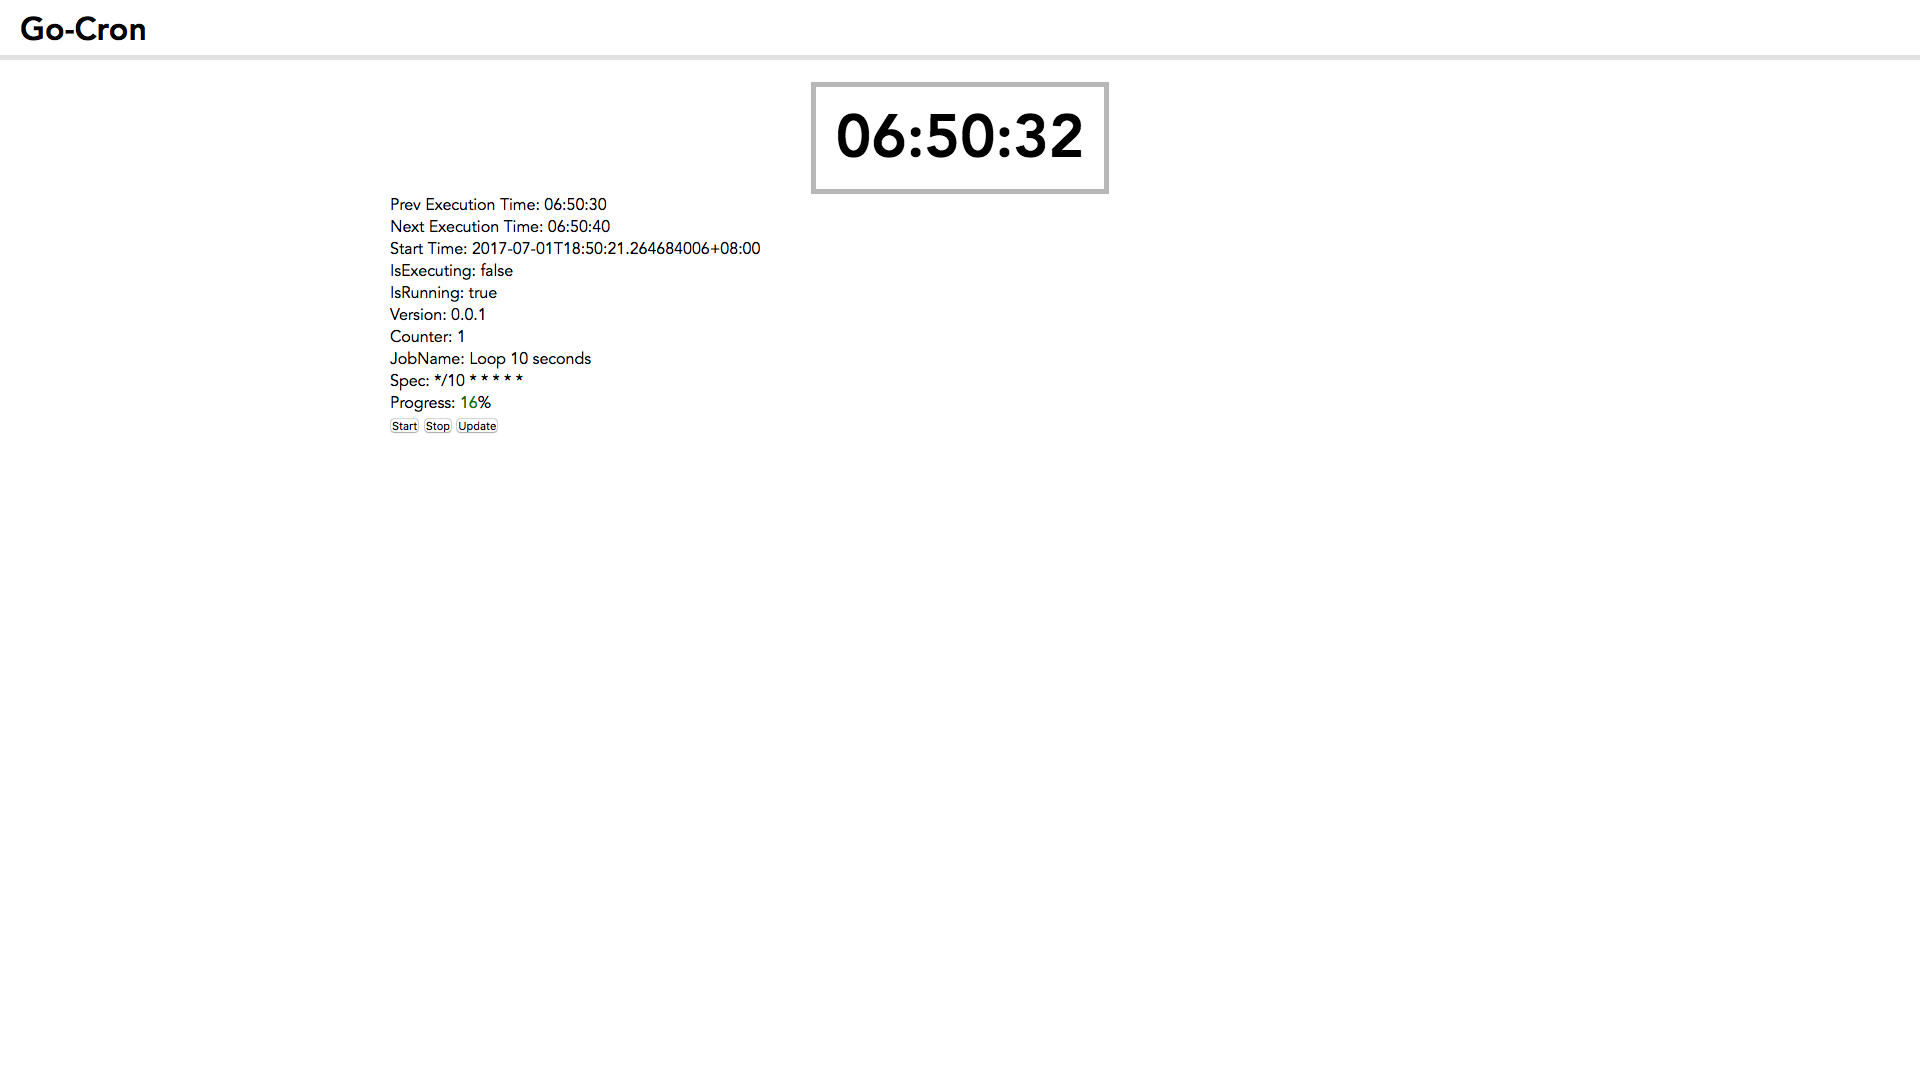 Go-Cron
06:50:32
Prev Execution Time: 06:50:30
Next Execution Time: 06:50:40
Start Time: 2017-07-01T18:50:21.264684006+08:00
IsExecuting: false
IsRunning: true
Version: 0.0.1
Counter: 1
JobName: Loop 10 seconds
Spec: */10 * * * * *
Progress: 16%
Start Stop Update